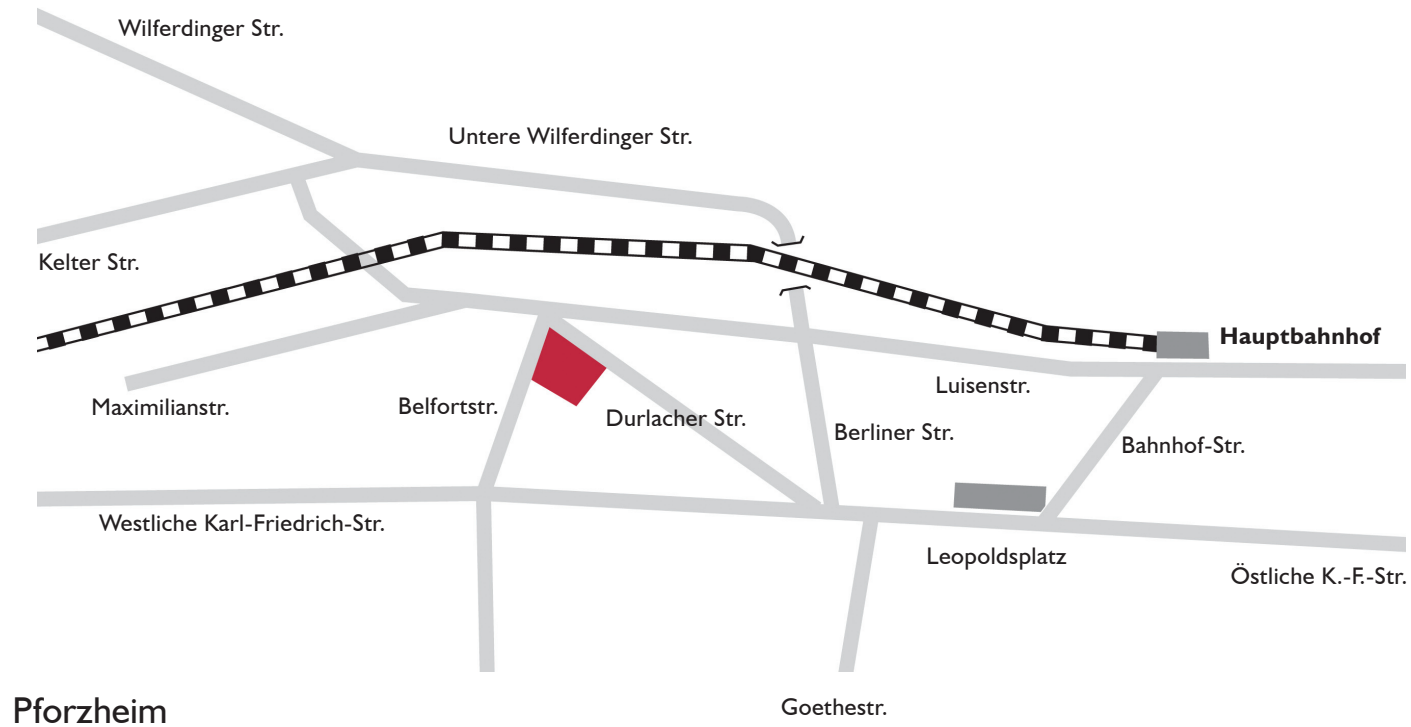 Wilferdinger Str.
Untere Wilferdinger Str.
Kelter Str.
Hauptbahnhof
Luisenstr.
Maximilianstr.
Belfortstr.
Durlacher Str.
Berliner Str.
Bahnhof-Str.
Westliche Karl-Friedrich-Str.
Leopoldsplatz
Östliche K.-F.-Str.
Pforzheim
Goethestr.